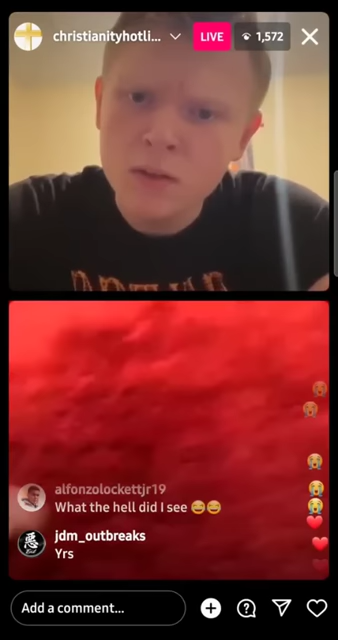 christianityhotli...
LIVE
1,572
alfonzolockettjr19
What the hell did I see
jdm_outbreaks
Yrs
Add a comment...